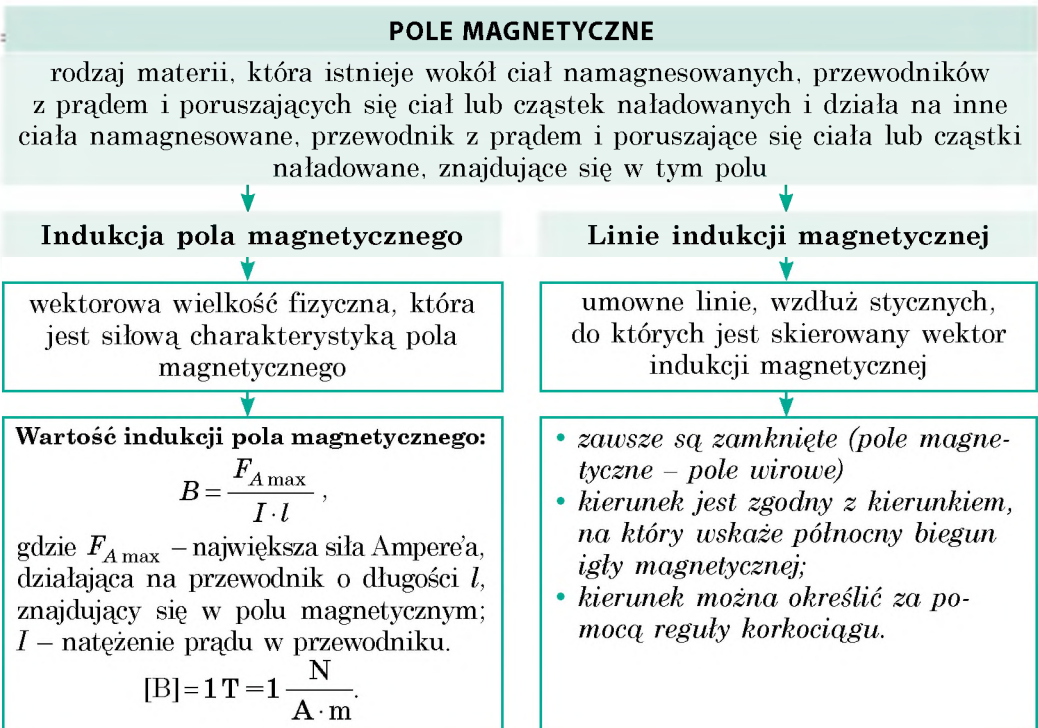 POLE MAGNETYCZNE
rodzaj materii, która istnieje wokół ciał namagnesowanych, przewodników
z prądem i poruszających się ciał lub cząstek naładowanych i działa na inne
ciała namagnesowane, przewodnik z prądem i poruszające się ciała lub cząstki
naładowane, znajdujące się w tym polu
Indukcja pola magnetycznego
wektorowa wielkość fizyczna, która
jest siłową charakterystyką pola
magnetycznego
Wartość indukcji pola magnetycznego:
B = F_{A max} / (I · l) ,
gdzie F_{A max} – największa siła Ampere'a,
działająca na przewodnik o długości l,
znajdujący się w polu magnetycznym;
I – natężenie prądu w przewodniku.
[B] = 1 T = 1 N / (A · m).
Linie indukcji magnetycznej
umowne linie, wzdłuż stycznych,
do których jest skierowany wektor
indukcji magnetycznej
• zawsze są zamknięte (pole magne-
tyczne – pole wirowe)
• kierunek jest zgodny z kierunkiem,
na który wskaże północny biegun
igły magnetycznej;
• kierunek można określić za po-
mocą reguły korkociągu.